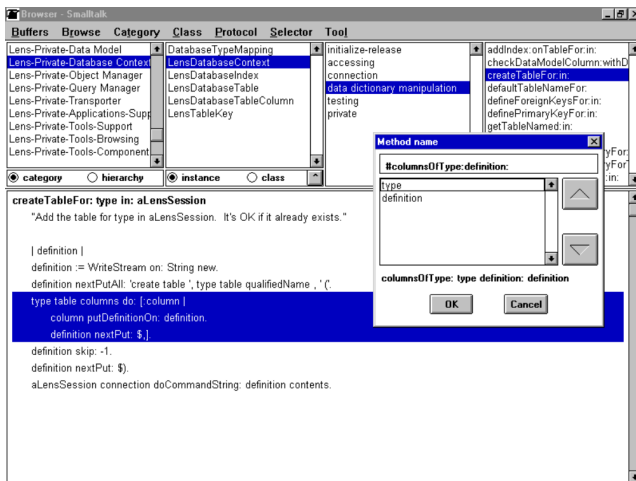 Browser - Smalltalk
Buffers Browse Category Class Protocol Selector Tool
Lens-Private-Data Model
Lens-Private-Database Context
Lens-Private-Object Manager
Lens-Private-Query Manager
Lens-Private-Transporter
Lens-Private-Applications-Supp
Lens-Private-Tools-Support
Lens-Private-Tools-Browsing
Lens-Private-Tools-Component
category hierarchy
DatabaseTypeMapping
LensDatabaseContext
LensDatabaseIndex
LensDatabaseTable
LensDatabaseTableColumn
LensTableKey
instance class
initialize-release
accessing
connection
data dictionary manipulation
testing
private
addIndex:onTableFor:in:
checkDataModelColumn:withD
createTableFor:in:
defaultTableNameFor:
defineForeignKeysFor:in:
definePrimaryKeyFor:in:
getTableNamed:in:
ryFor:
yForT
:in:
Method name
#columnsOfType:definition:
type
definition
columnsOfType: type definition: definition
OK Cancel
createTableFor: type in: aLensSession
"Add the table for type in aLensSession. It's OK if it already exists."
| definition |
definition := WriteStream on: String new.
definition nextPutAll: 'create table ', type table qualifiedName , ' ('.
type table columns do: [:column |
column putDefinitionOn: definition.
definition nextPut: $,].
definition skip: -1.
definition nextPut: $).
aLensSession connection doCommandString: definition contents.